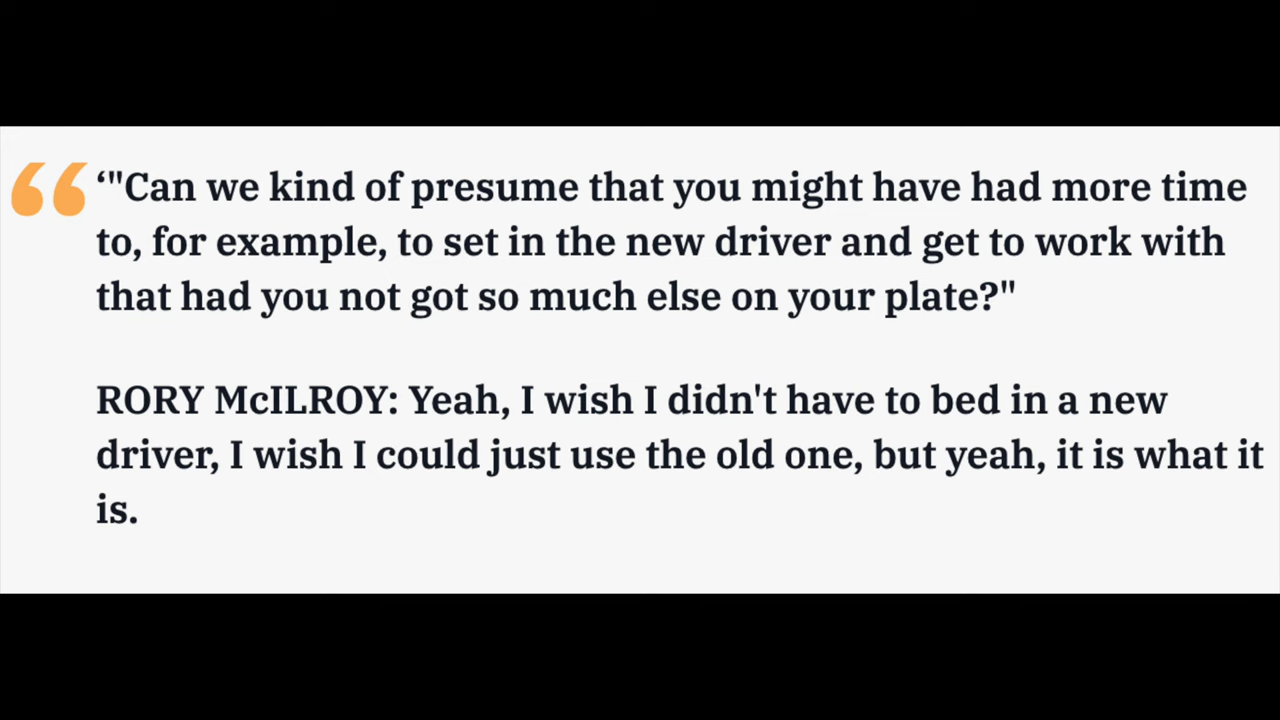 “ ‘"Can we kind of presume that you might have had more time
to, for example, to set in the new driver and get to work with
that had you not got so much else on your plate?"
RORY McILROY: Yeah, I wish I didn't have to bed in a new
driver, I wish I could just use the old one, but yeah, it is what it
is.